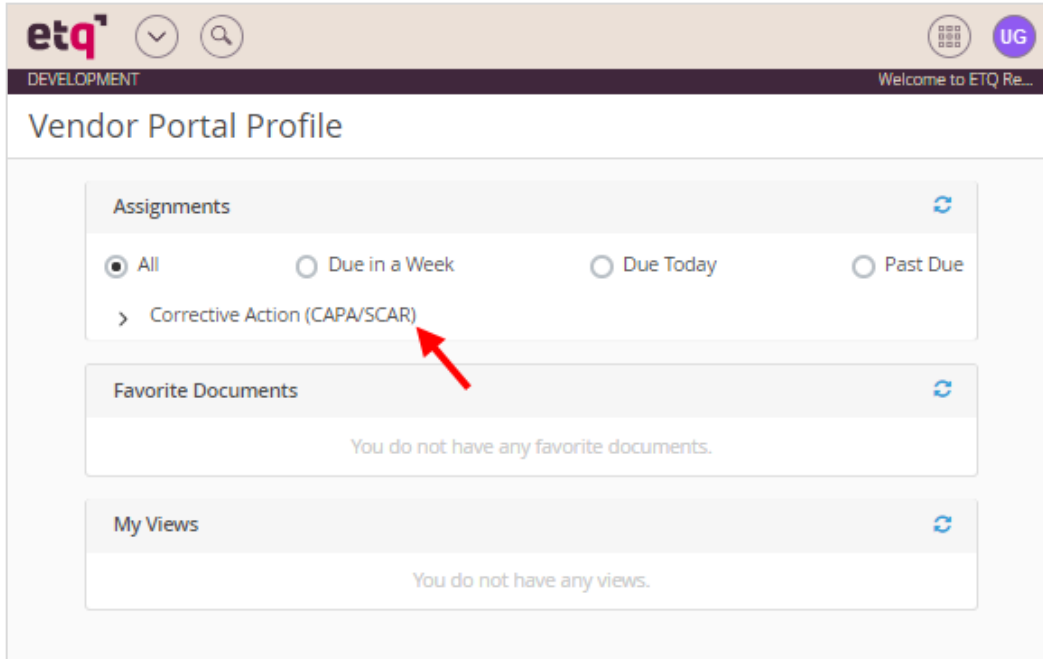 etq
UG
DEVELOPMENT Welcome to ETQ Re...
Vendor Portal Profile
Assignments
All Due in a Week Due Today Past Due
Corrective Action (CAPA/SCAR)
Favorite Documents
You do not have any favorite documents.
My Views
You do not have any views.